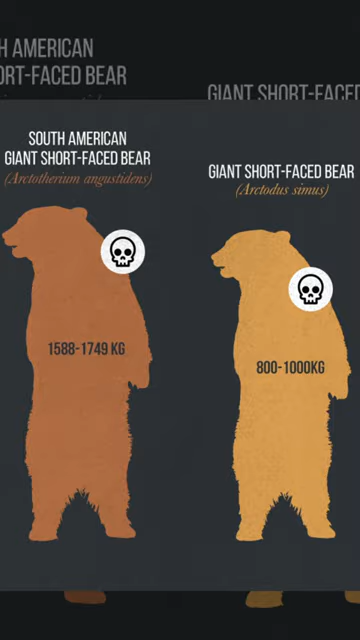 H AMERICAN
ORT-FACED BEAR
GIANT SHORT-FACED
SOUTH AMERICAN
GIANT SHORT-FACED BEAR
(Arctotherium angustidens)
1588-1749 KG
GIANT SHORT-FACED BEAR
(Arctodus simus)
800-1000KG